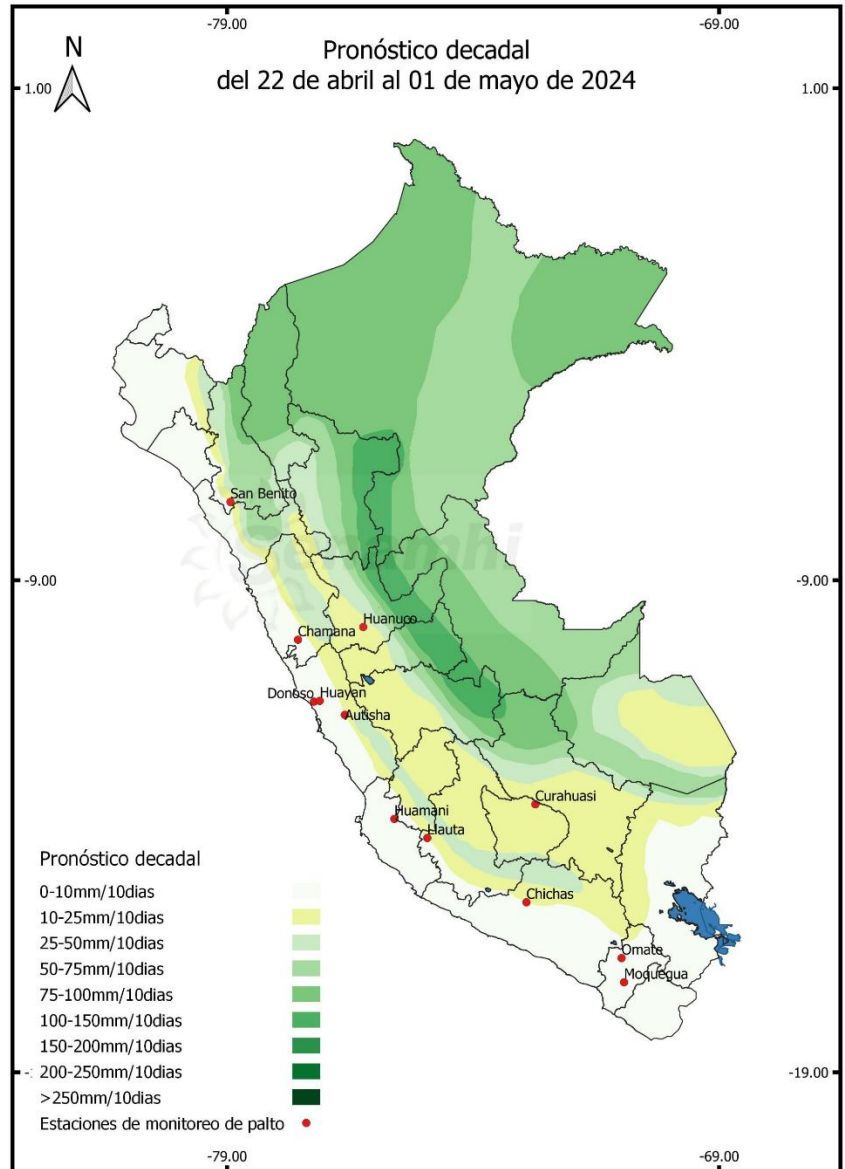 -79.00
-69.00
N
Pronóstico decadal
del 22 de abril al 01 de mayo de 2024
1.00
1.00
San Benito
Senamhi
-9.00
-9.00
Huanuco
Chamana
Donoso
Huayan
Autisha
Curahuasi
Huamani
Llauta
Chichas
Omate
Moquegua
Pronóstico decadal
0-10mm/10dias
10-25mm/10dias
25-50mm/10dias
50-75mm/10dias
75-100mm/10dias
100-150mm/10dias
150-200mm/10dias
200-250mm/10dias
>250mm/10dias
Estaciones de monitoreo de palto
-19.00
-79.00
-69.00